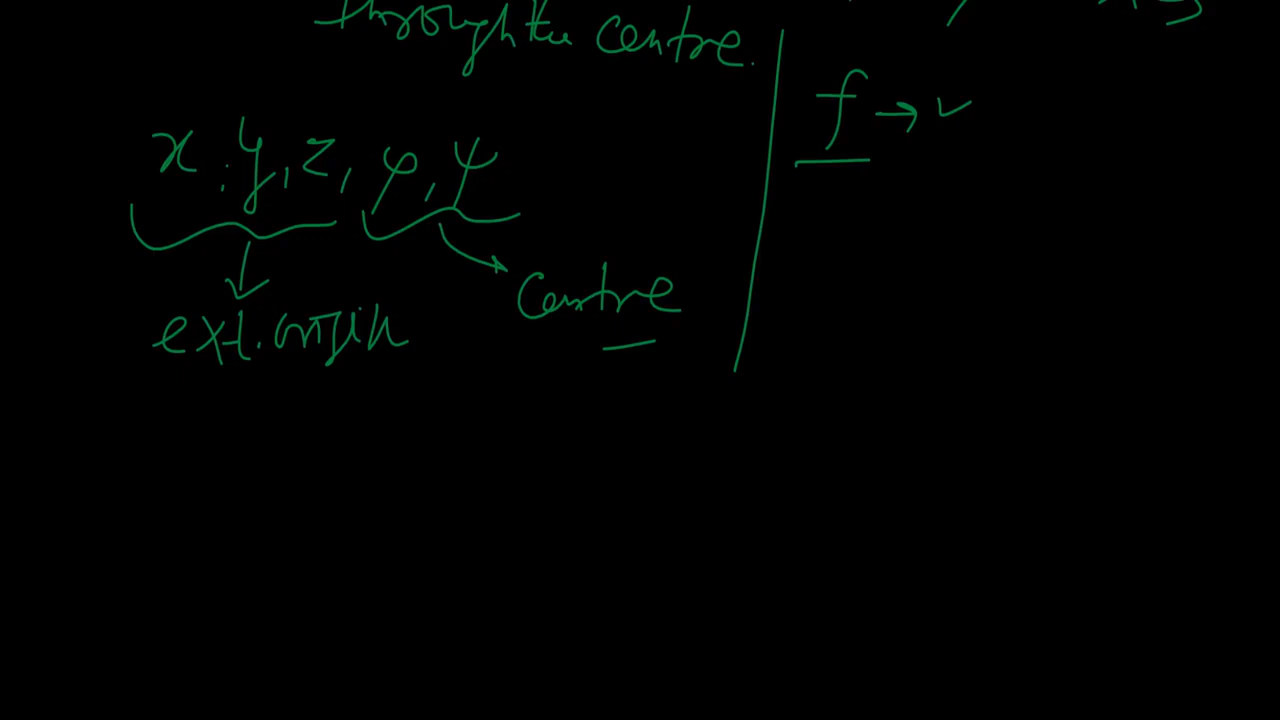 through the centre.
x, y, z, φ, ψ
ext. origin
centre
f → ν